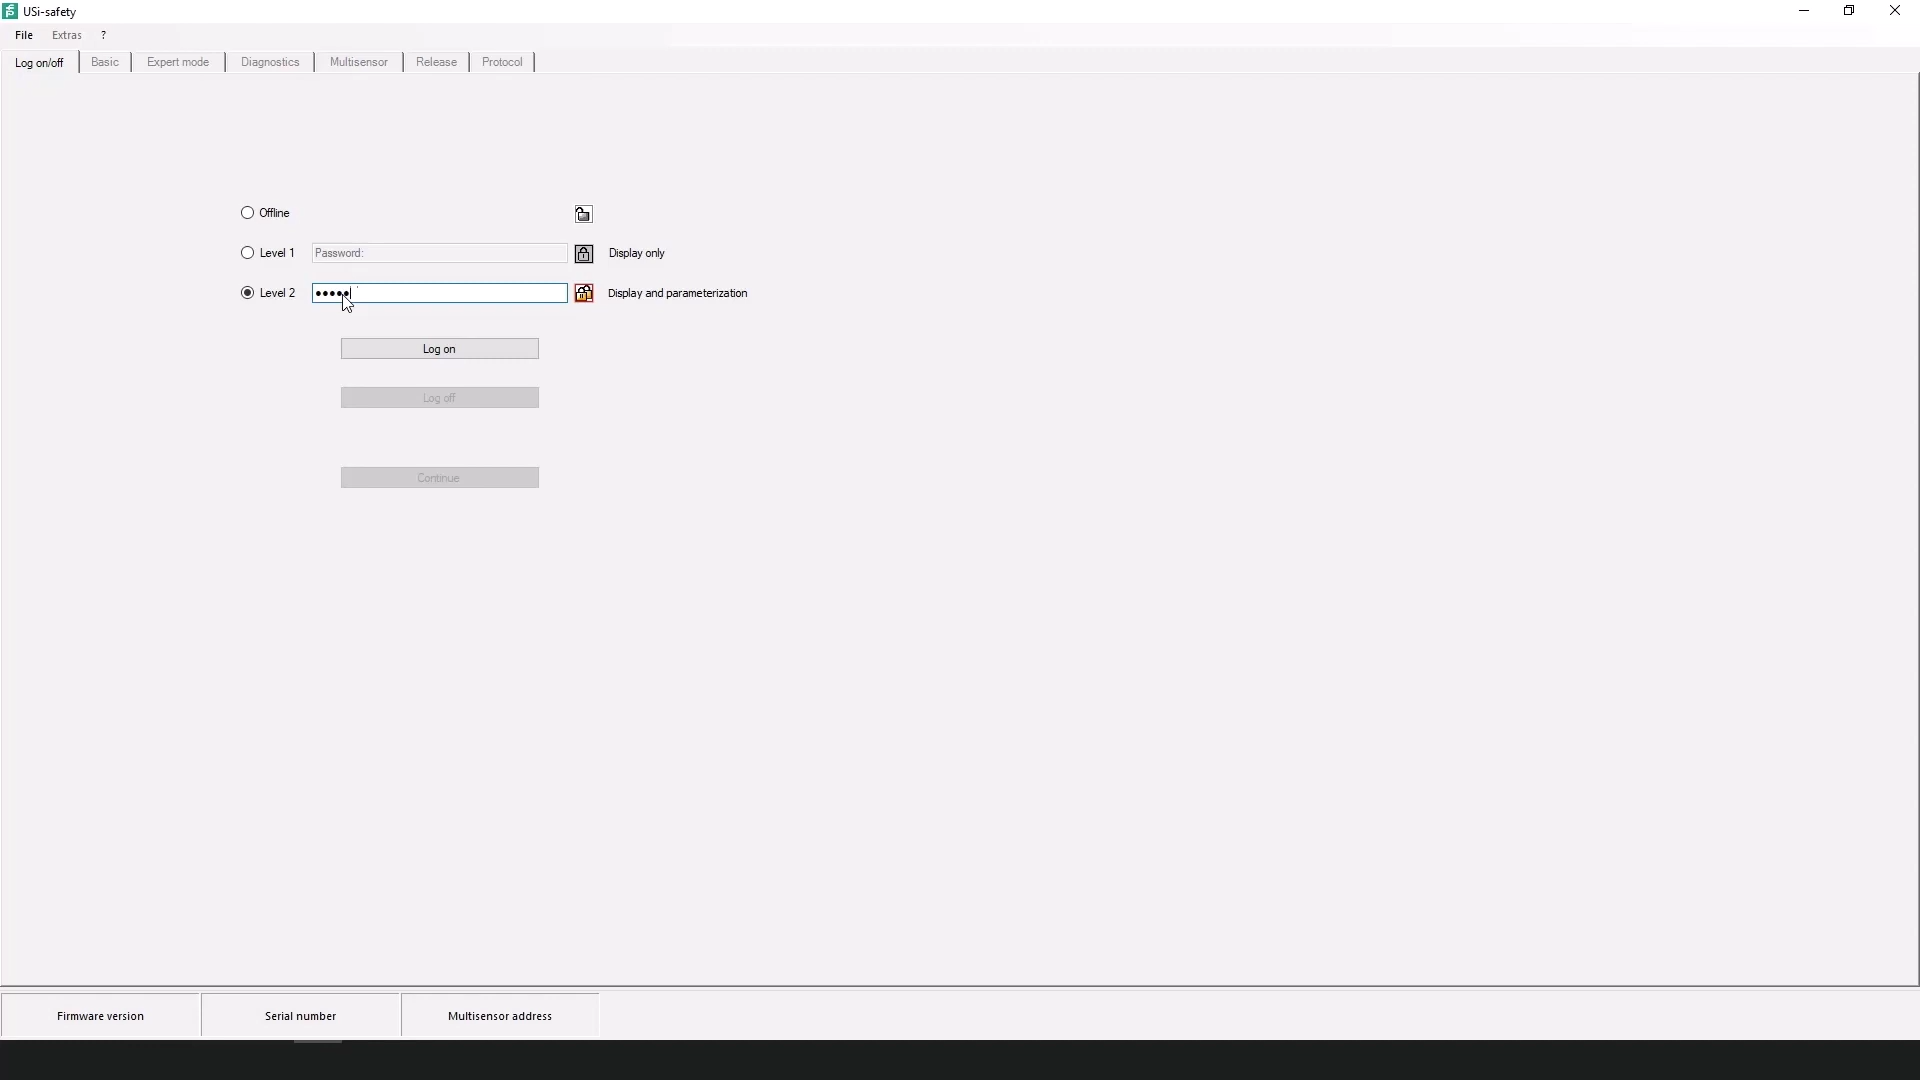 USi-safety
File Extras ?
Log on/off Basic Expert mode Diagnostics Multisensor Release Protocol
Offline
Level 1 Password: Display only
Level 2 ••••• Display and parameterization
Log on
Log off
Continue
Firmware version Serial number Multisensor address